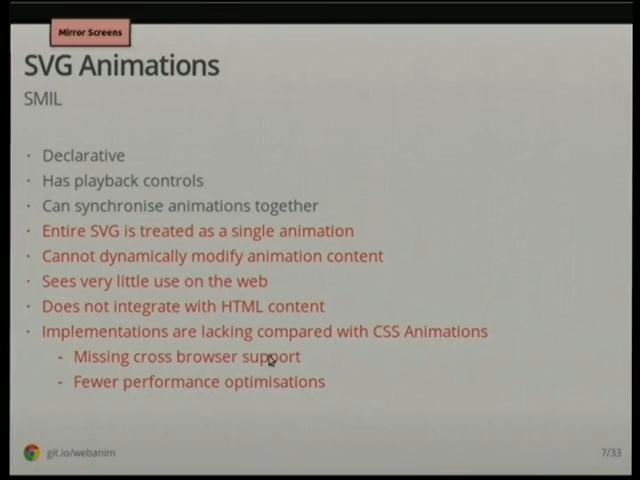 Mirror Screens
SVG Animations
SMIL
· Declarative
· Has playback controls
· Can synchronise animations together
· Entire SVG is treated as a single animation
· Cannot dynamically modify animation content
· Sees very little use on the web
· Does not integrate with HTML content
· Implementations are lacking compared with CSS Animations
- Missing cross browser support
- Fewer performance optimisations
git.io/webanim
7/33